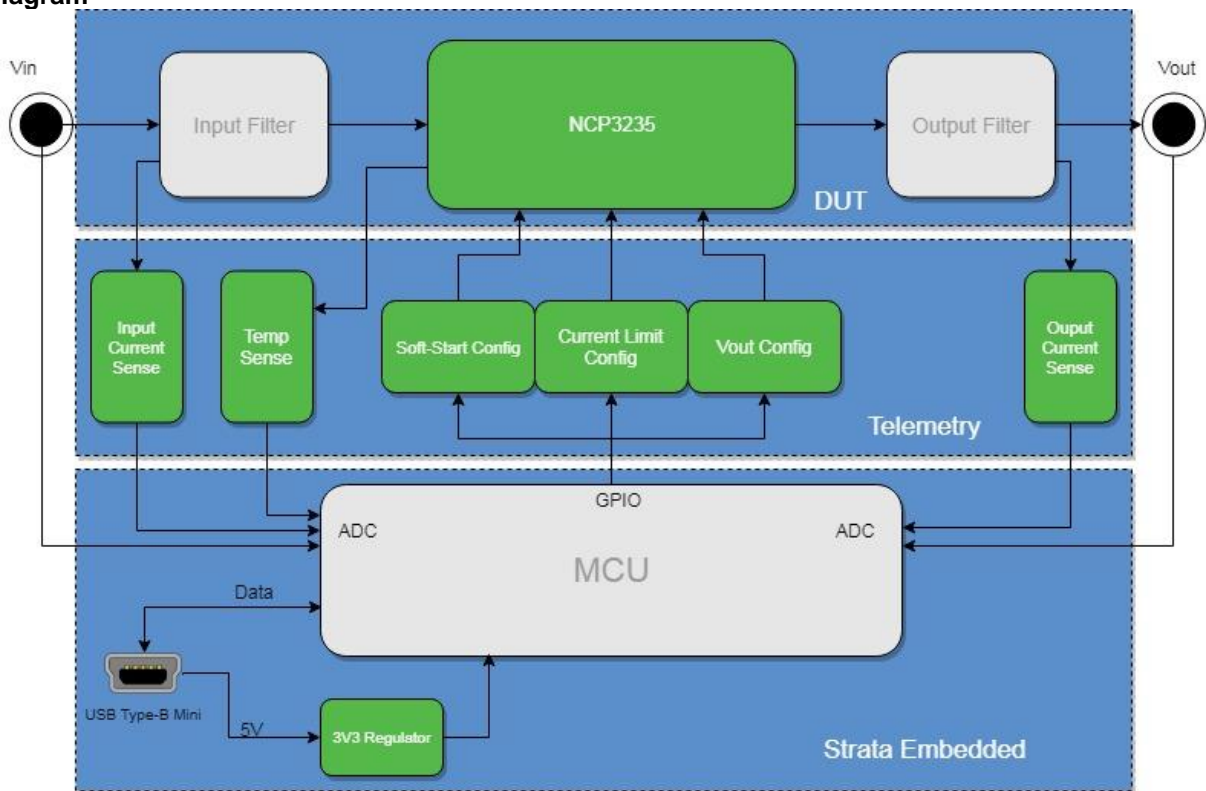 Vin
Vout
Input Filter
NCP3235
Output Filter
DUT
Input
Current
Sense
Temp
Sense
Soft-Start Config
Current Limit
Config
Vout Config
Ouput
Current
Sense
Telemetry
GPIO
ADC
ADC
MCU
Data
USB Type-B Mini
5V
3V3 Regulator
Strata Embedded